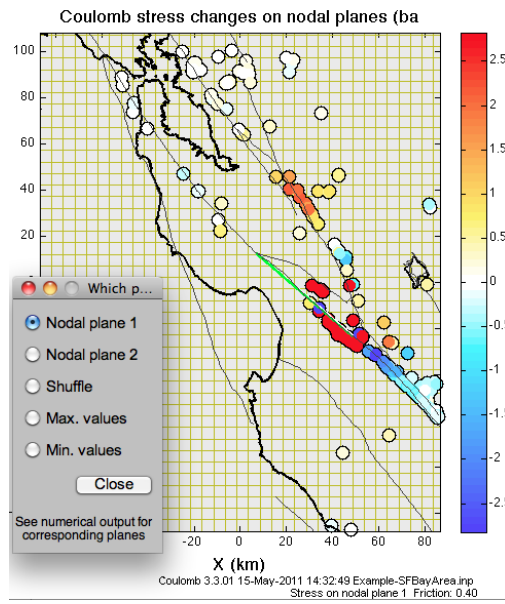 Coulomb stress changes on nodal planes (ba
100
80
60
40
20
0
Which p...
Nodal plane 1
Nodal plane 2
Shuffle
Max. values
Min. values
Close
See numerical output for
corresponding planes
-20 0 20 40 60 80
X (km)
2.5
2
1.5
1
0.5
0
-0.5
-1
-1.5
-2
-2.5
Coulomb 3.3.01 15-May-2011 14:32:49 Example-SFBayArea.inp
Stress on nodal plane 1 Friction: 0.40